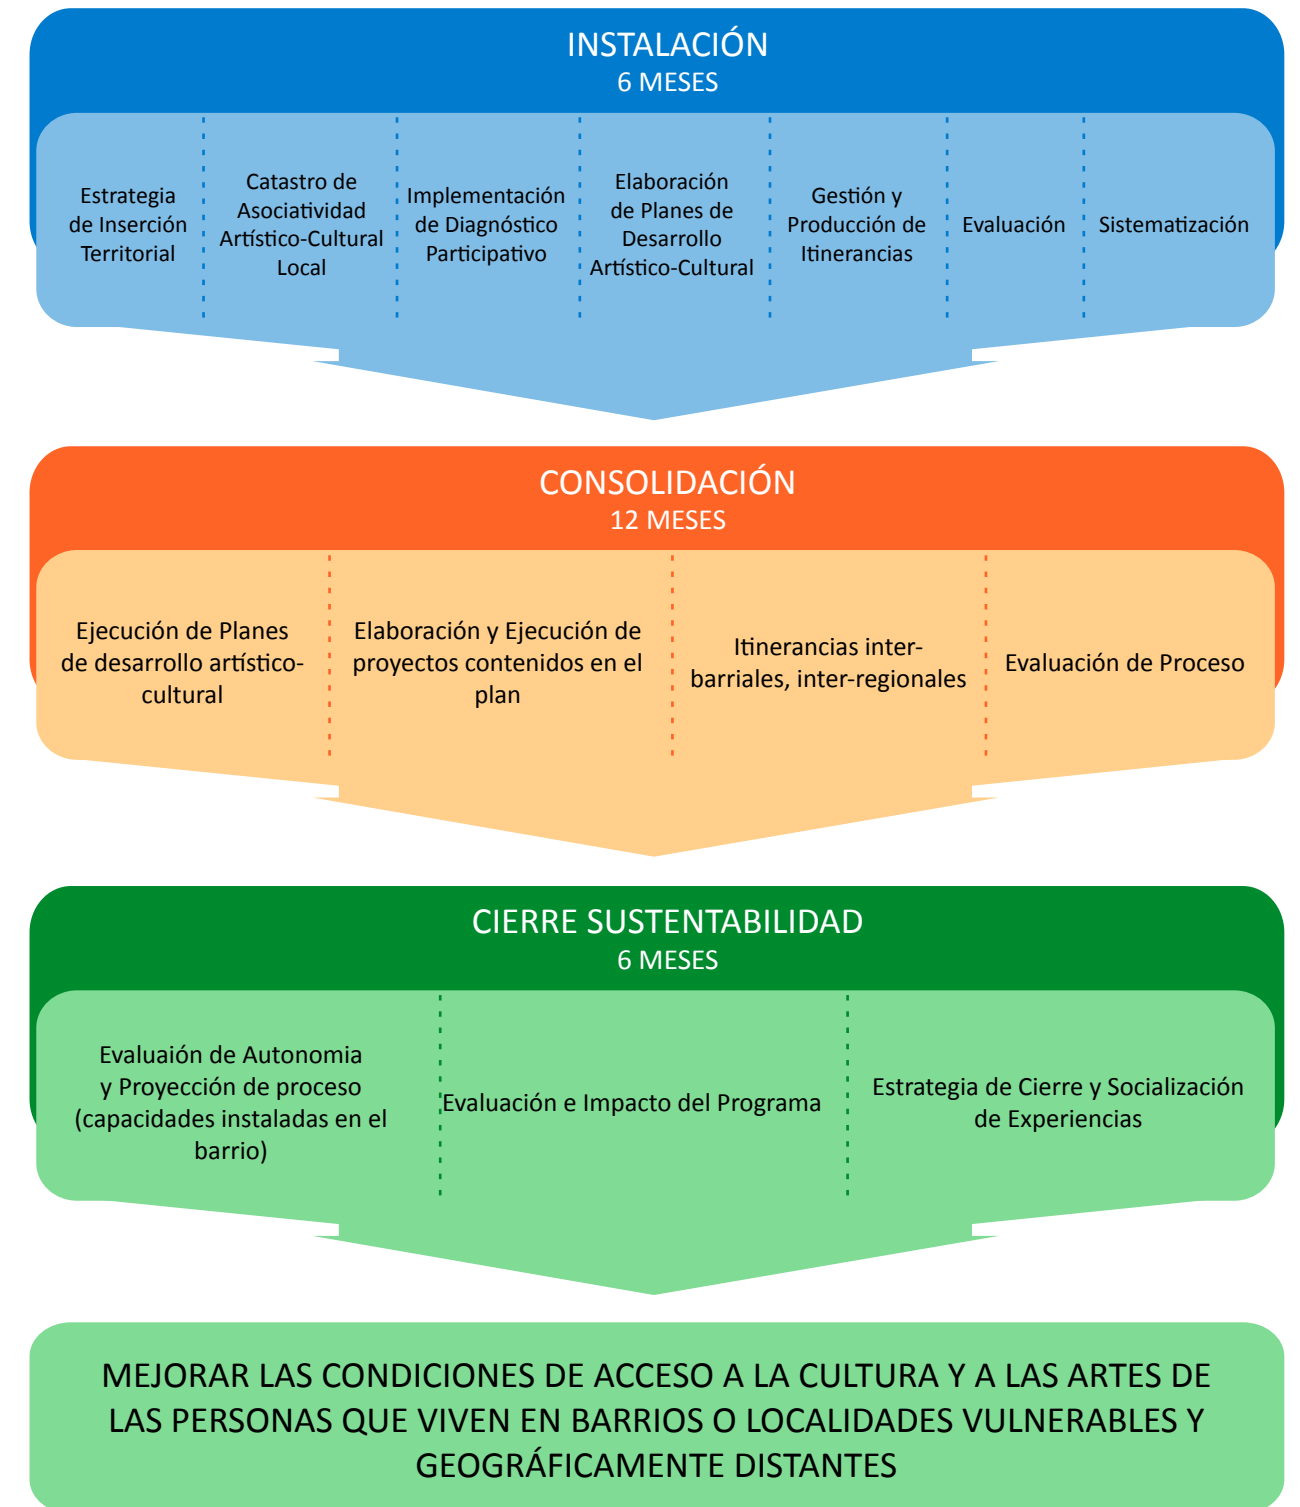 INSTALACIÓN
6 MESES
Estrategia
de Inserción
Territorial
Catastro de
Asociatividad
Artístico-Cultural
Local
Implementación
de Diagnóstico
Participativo
Elaboración
de Planes de
Desarrollo
Artístico-Cultural
Gestión y
Producción de
Itinerancias
Evaluación
Sistematización
CONSOLIDACIÓN
12 MESES
Ejecución de Planes
de desarrollo artístico-
cultural
Elaboración y Ejecución de
proyectos contenidos en el
plan
Itinerancias inter-
barriales, inter-regionales
Evaluación de Proceso
CIERRE SUSTENTABILIDAD
6 MESES
Evaluaión de Autonomia
y Proyección de proceso
(capacidades instaladas en el
barrio)
Evaluación e Impacto del Programa
Estrategia de Cierre y Socialización
de Experiencias
MEJORAR LAS CONDICIONES DE ACCESO A LA CULTURA Y A LAS ARTES DE
LAS PERSONAS QUE VIVEN EN BARRIOS O LOCALIDADES VULNERABLES Y
GEOGRÁFICAMENTE DISTANTES